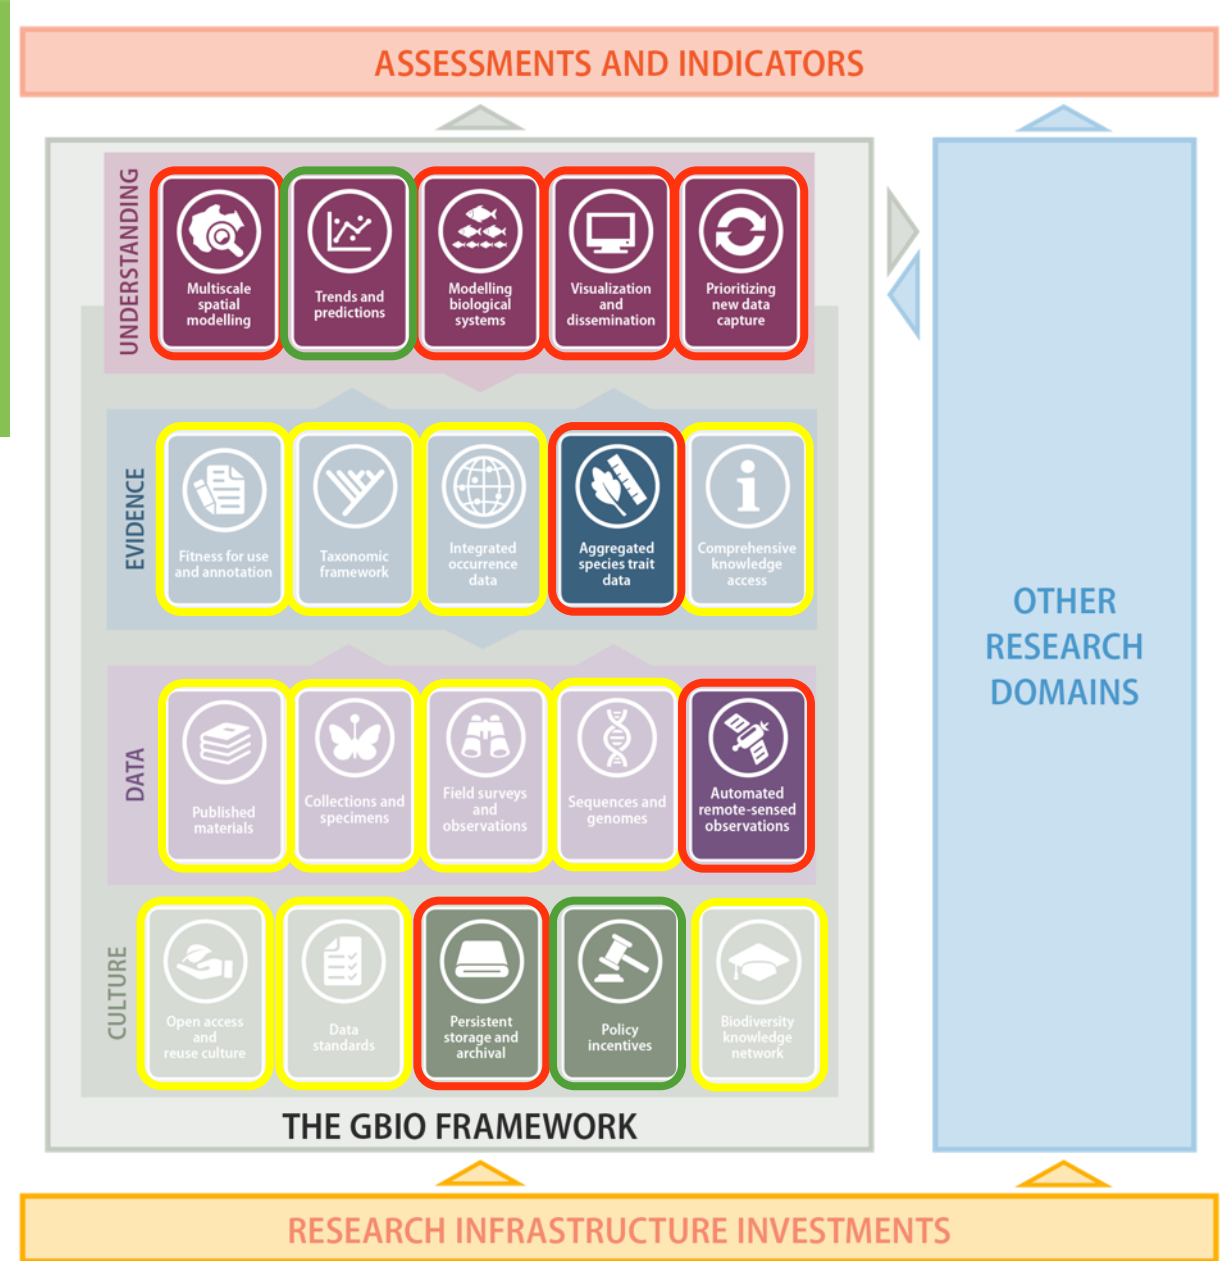 ASSESSMENTS AND INDICATORS
UNDERSTANDING
Multiscale
spatial
modelling
Trends and
predictions
Modelling
biological
systems
Visualization
and
dissemination
Prioritizing
new data
capture
EVIDENCE
Fitness for use
and annotation
Taxonomic
framework
Integrated
occurrence
data
Aggregated
species trait
data
Comprehensive
knowledge
access
DATA
Published
materials
Collections and
specimens
Field surveys
and
observations
Sequences and
genomes
Automated
remote-sensed
observations
CULTURE
Open access
and
reuse culture
Data
standards
Persistent
storage and
archival
Policy
incentives
Biodiversity
knowledge
network
THE GBIO FRAMEWORK
OTHER
RESEARCH
DOMAINS
RESEARCH INFRASTRUCTURE INVESTMENTS